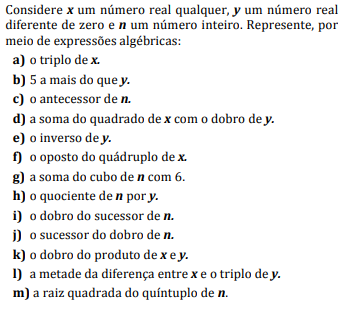 Considere x um número real qualquer, y um número real
diferente de zero e n um número inteiro. Represente, por
meio de expressões algébricas:
a) o triplo de x.
b) 5 a mais do que y.
c) o antecessor de n.
d) a soma do quadrado de x com o dobro de y.
e) o inverso de y.
f) o oposto do quádruplo de x.
g) a soma do cubo de n com 6.
h) o quociente de n por y.
i) o dobro do sucessor de n.
j) o sucessor do dobro de n.
k) o dobro do produto de x e y.
l) a metade da diferença entre x e o triplo de y.
m) a raiz quadrada do quíntuplo de n.